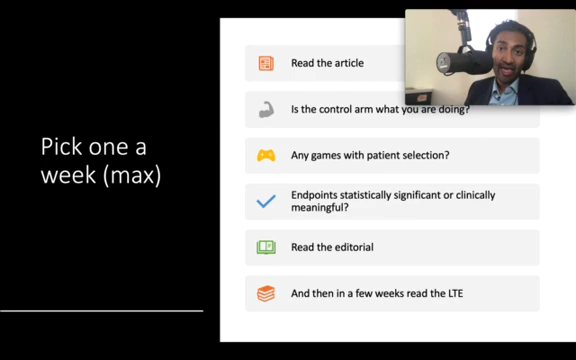 Pick one a
week (max)
Read the article
Is the control arm what you are doing?
Any games with patient selection?
Endpoints statistically significant or clinically
meaningful?
Read the editorial
And then in a few weeks read the LTE